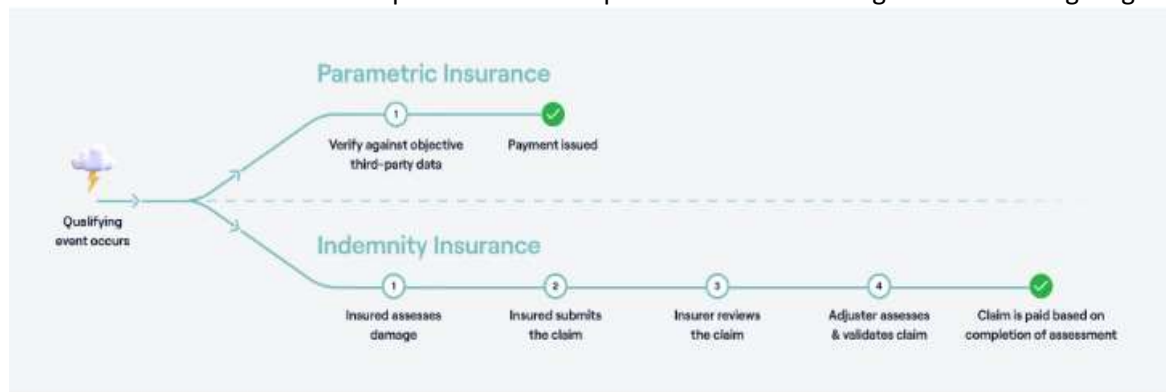 Parametric Insurance
1
Verify against objective
third-party data
Payment issued
Qualifying
event occurs
Indemnity Insurance
1
Insured assesses
damage
2
Insured submits
the claim
3
Insurer reviews
the claim
4
Adjuster assesses
& validates claim
Claim is paid based on
completion of assessment